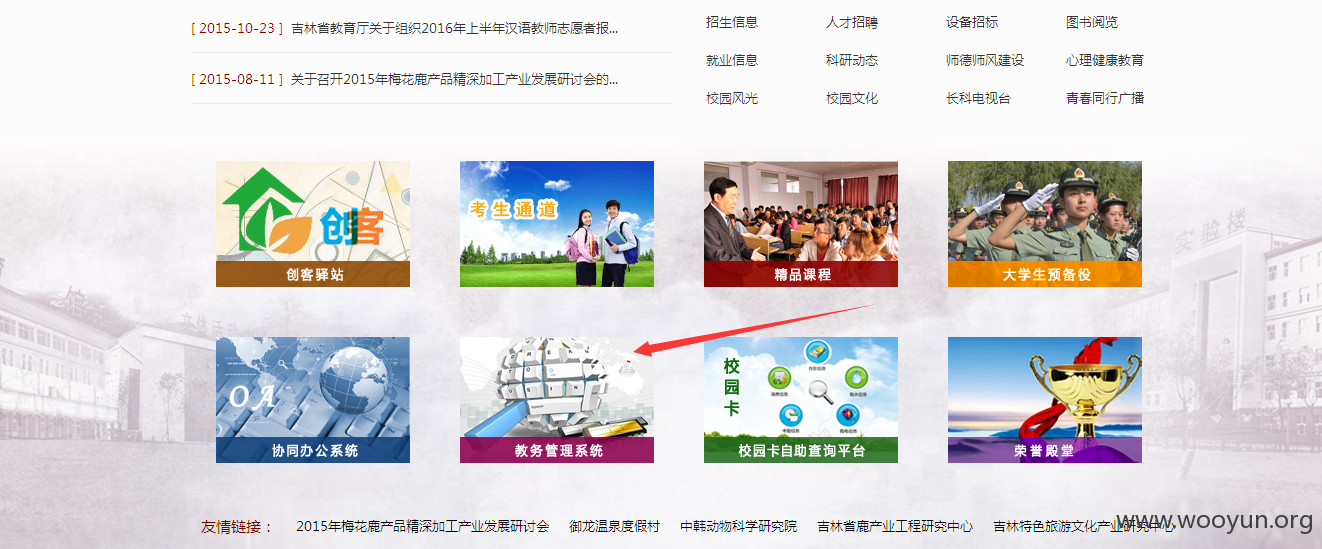 [ 2015-10-23 ] 吉林省教育厅关于组织2016年上半年汉语教师志愿者报...
[ 2015-08-11 ] 关于召开2015年梅花鹿产品精深加工产业发展研讨会的...
招生信息 人才招聘 设备招标 图书阅览
就业信息 科研动态 师德师风建设 心理健康教育
校园风光 校园文化 长科电视台 青春同行广播
创客
创客驿站
考生通道
精品课程
大学生预备役
实验楼
OA
协同办公系统
教务管理系统
校园卡
校园卡自助查询平台
荣誉殿堂
友情链接： 2015年梅花鹿产品精深加工产业发展研讨会 御龙温泉度假村 中韩动物科学研究院 吉林省鹿产业工程研究中心 吉林特色旅游文化产业研究中心
www.wooyun.org